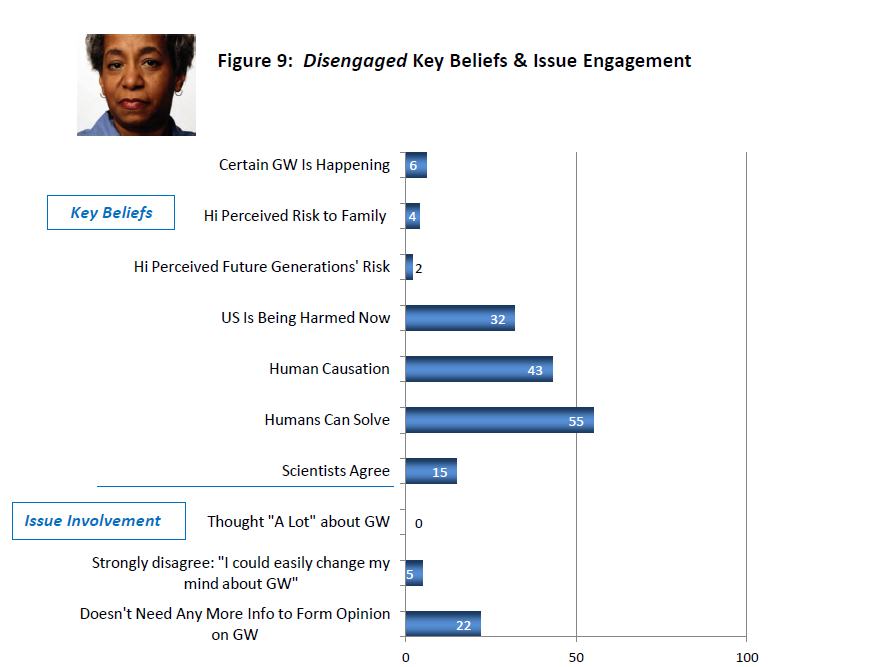 Figure 9: Disengaged Key Beliefs & Issue Engagement
Certain GW Is Happening
6
Key Beliefs
Hi Perceived Risk to Family
4
Hi Perceived Future Generations' Risk
2
US Is Being Harmed Now
32
Human Causation
43
Humans Can Solve
55
Scientists Agree
15
Issue Involvement
Thought "A Lot" about GW
0
Strongly disagree: "I could easily change my
mind about GW"
5
Doesn't Need Any More Info to Form Opinion
on GW
22
0 50 100